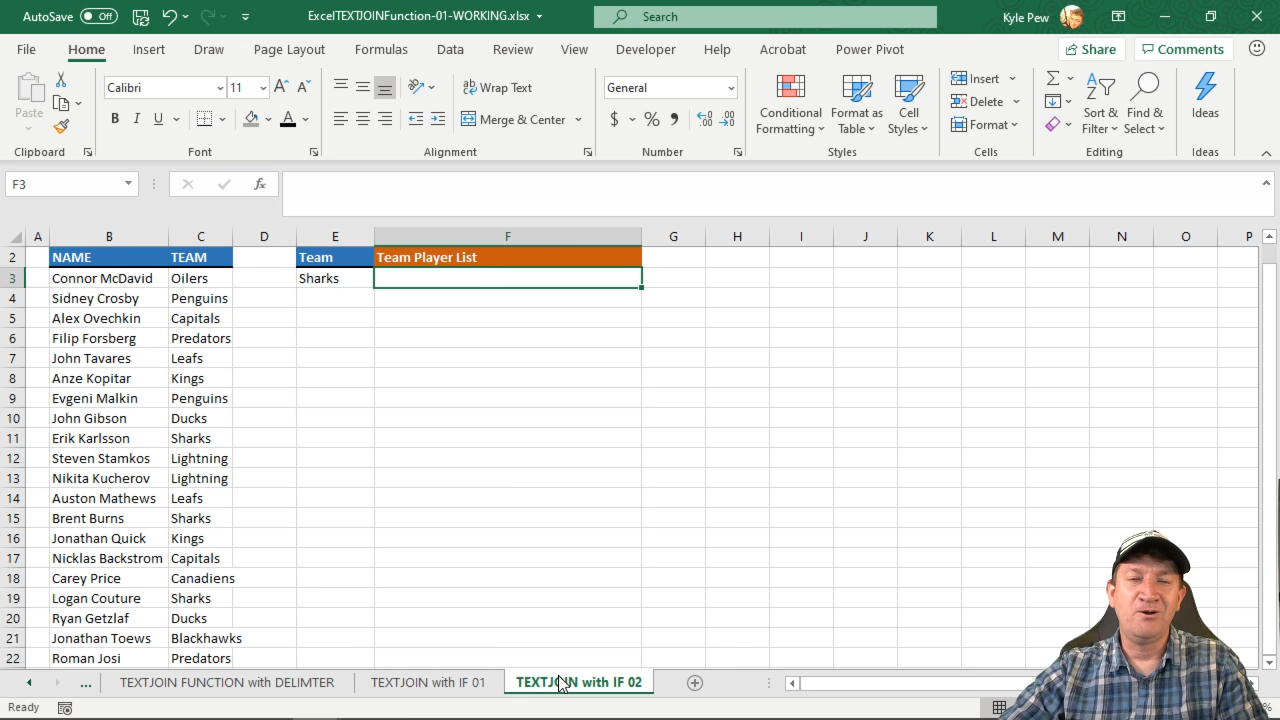 AutoSave Off ExcelTEXTJOINFunction-01-WORKING.xlsx Search Kyle Pew
File Home Insert Draw Page Layout Formulas Data Review View Developer Help Acrobat Power Pivot Share Comments
Paste
Clipboard
Calibri 11
B I U A
Font
ab Wrap Text
Merge & Center
Alignment
General
$ % 9
Number
Conditional Formatting
Format as Table
Cell Styles
Styles
Insert
Delete
Format
Cells
Sort & Filter
Find & Select
Editing
Ideas
Ideas
F3 fx
A B C D E F G H I J K L M N O P
2 NAME TEAM Team Team Player List
3 Connor McDavid Oilers Sharks
4 Sidney Crosby Penguins
5 Alex Ovechkin Capitals
6 Filip Forsberg Predators
7 John Tavares Leafs
8 Anze Kopitar Kings
9 Evgeni Malkin Penguins
10 John Gibson Ducks
11 Erik Karlsson Sharks
12 Steven Stamkos Lightning
13 Nikita Kucherov Lightning
14 Auston Mathews Leafs
15 Brent Burns Sharks
16 Jonathan Quick Kings
17 Nicklas Backstrom Capitals
18 Carey Price Canadiens
19 Logan Couture Sharks
20 Ryan Getzlaf Ducks
21 Jonathan Toews Blackhawks
22 Roman Josi Predators
... TEXTJOIN FUNCTION with DELIMTER TEXTJOIN with IF 01 TEXTJOIN with IF 02
Ready %